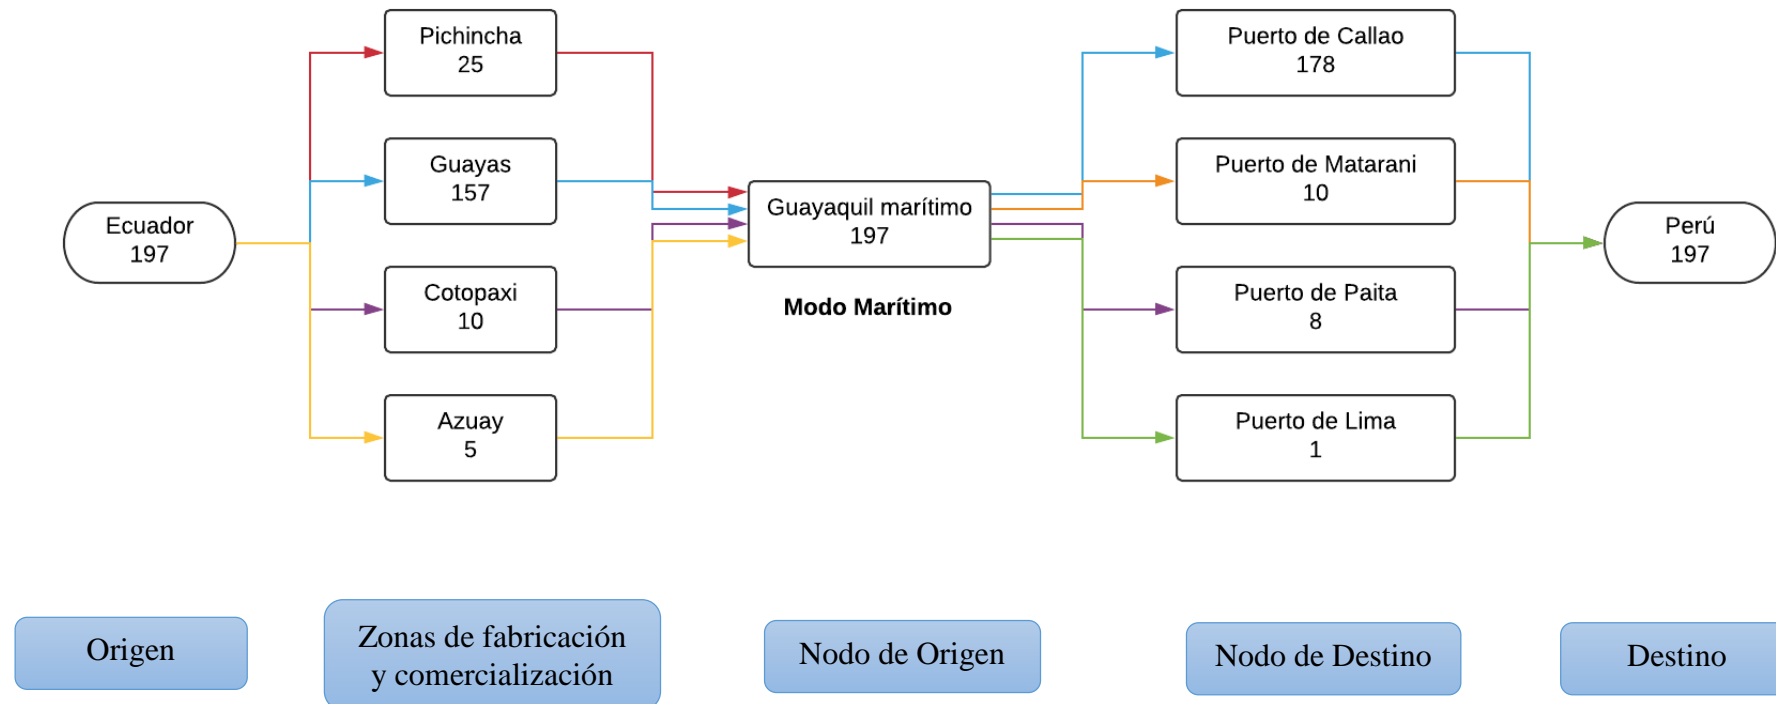 Ecuador
197
Pichincha
25
Guayas
157
Cotopaxi
10
Azuay
5
Guayaquil marítimo
197
Modo Marítimo
Puerto de Callao
178
Puerto de Matarani
10
Puerto de Paita
8
Puerto de Lima
1
Perú
197
Origen
Zonas de fabricación
y comercialización
Nodo de Origen
Nodo de Destino
Destino